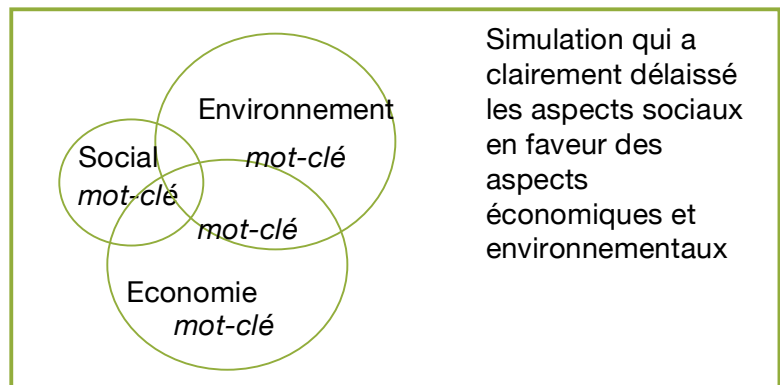 Environnement
mot-clé
Social
mot-clé
mot-clé
Economie
mot-clé
Simulation qui a
clairement délaissé
les aspects sociaux
en faveur des
aspects
économiques et
environnementaux